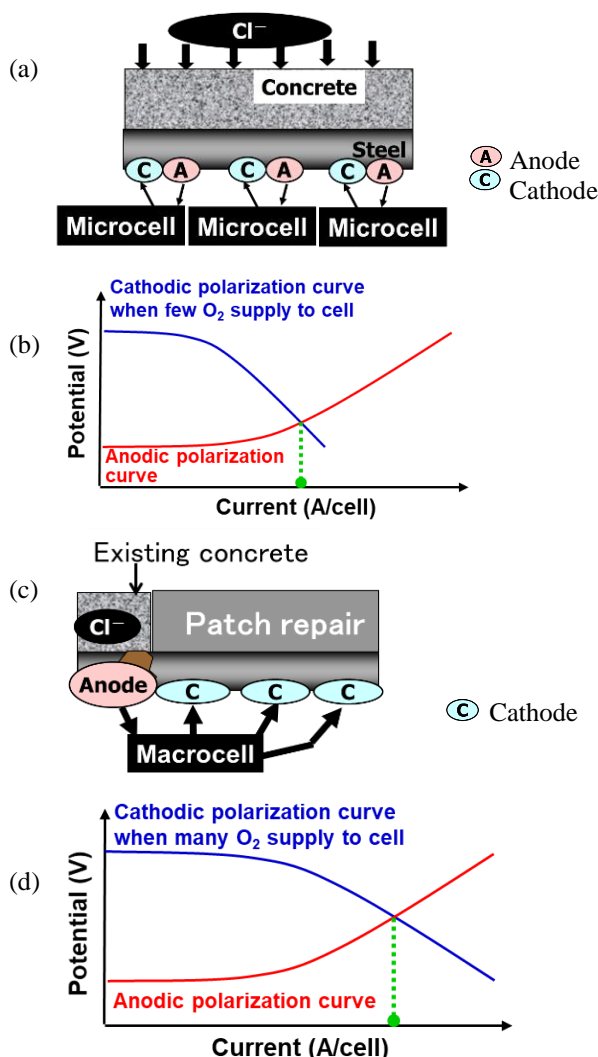 (a)
Cl⁻
Concrete
Steel
C A C A C A
Microcell Microcell Microcell
A Anode
C Cathode
(b)
Cathodic polarization curve
when few O₂ supply to cell
Potential (V)
Anodic polarization
curve
Current (A/cell)
(c)
Existing concrete
Cl⁻
Patch repair
Anode C C C
Macrocell
C Cathode
(d)
Cathodic polarization curve
when many O₂ supply to cell
Potential (V)
Anodic polarization curve
Current (A/cell)